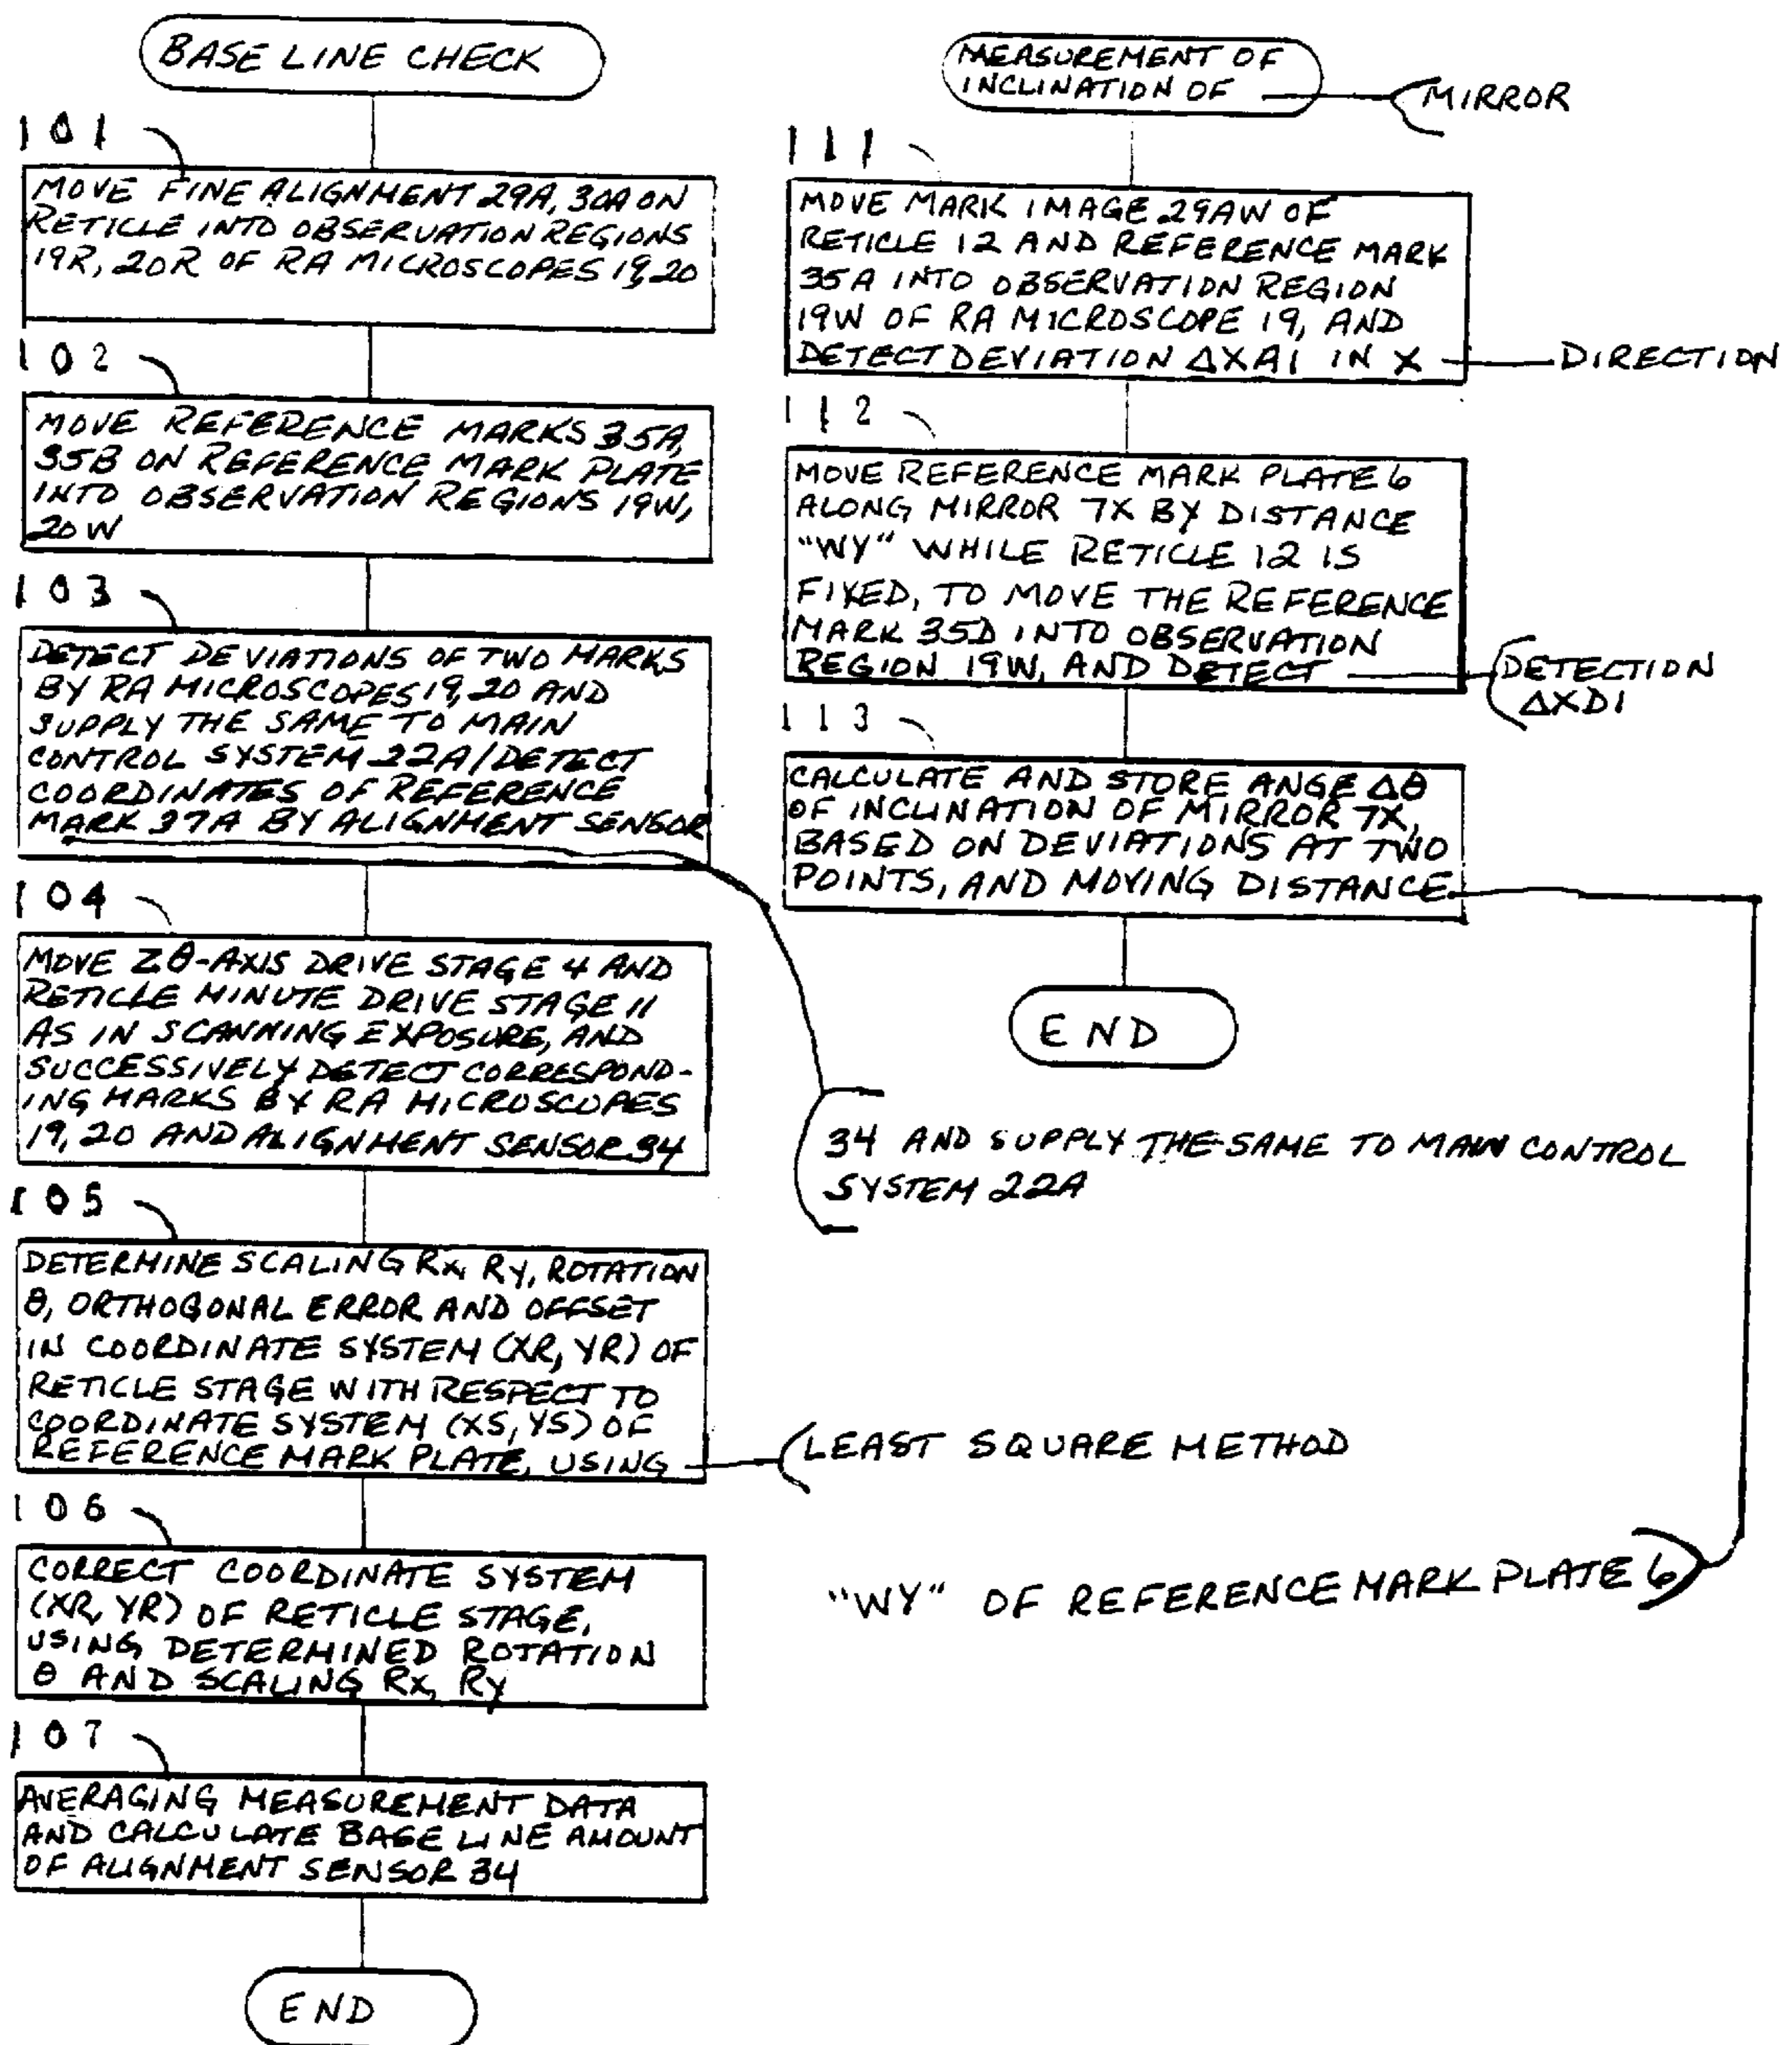 BASE LINE CHECK
101
MOVE FINE ALIGNMENT 29A, 30A ON
RETICLE INTO OBSERVATION REGIONS
19R, 20R OF RA MICROSCOPES 19, 20
102
MOVE REFERENCE MARKS 35A,
35B ON REFERENCE MARK PLATE
INTO OBSERVATION REGIONS 19W,
20W
103
DETECT DEVIATIONS OF TWO MARKS
BY RA MICROSCOPES 19, 20 AND
SUPPLY THE SAME TO MAIN
CONTROL SYSTEM 22A/DETECT
COORDINATES OF REFERENCE
MARK 37A BY ALIGNMENT SENSOR
34 AND SUPPLY THE SAME TO MAIN CONTROL
SYSTEM 22A
104
MOVE Zθ-AXIS DRIVE STAGE 4 AND
RETICLE MINUTE DRIVE STAGE 11
AS IN SCANNING EXPOSURE, AND
SUCCESSIVELY DETECT CORRESPOND-
ING MARKS BY RA MICROSCOPES
19, 20 AND ALIGNMENT SENSOR 34
105
DETERMINE SCALING Rx, Ry, ROTATION
θ, ORTHOGONAL ERROR AND OFFSET
IN COORDINATE SYSTEM (XR, YR) OF
RETICLE STAGE WITH RESPECT TO
COORDINATE SYSTEM (XS, YS) OF
REFERENCE MARK PLATE, USING
LEAST SQUARE METHOD
106
CORRECT COORDINATE SYSTEM
(XR, YR) OF RETICLE STAGE,
USING DETERMINED ROTATION
θ AND SCALING Rx, Ry
107
AVERAGING MEASUREMENT DATA
AND CALCULATE BASE LINE AMOUNT
OF ALIGNMENT SENSOR 34
END
MEASUREMENT OF
INCLINATION OF
MIRROR
111
MOVE MARK IMAGE 29AW OF
RETICLE 12 AND REFERENCE MARK
35A INTO OBSERVATION REGION
19W OF RA MICROSCOPE 19, AND
DETECT DEVIATION ΔXA1 IN X
DIRECTION
112
MOVE REFERENCE MARK PLATE 6
ALONG MIRROR 7X BY DISTANCE
"WY" WHILE RETICLE 12 IS
FIXED, TO MOVE THE REFERENCE
MARK 35D INTO OBSERVATION
REGION 19W, AND DETECT
DETECTION
ΔXD1
113
CALCULATE AND STORE ANGE Δθ
OF INCLINATION OF MIRROR 7X,
BASED ON DEVIATIONS AT TWO
POINTS, AND MOVING DISTANCE
"WY" OF REFERENCE MARK PLATE 6
END